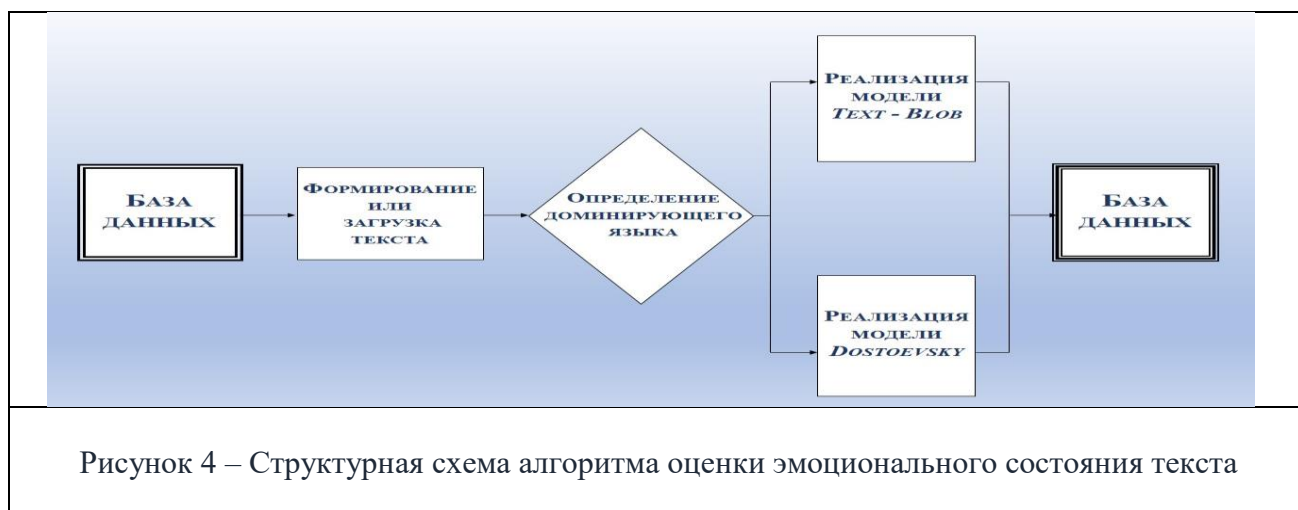 База
данных
Формирование
или
загрузка
текста
Определение
доминирующего
языка
Реализация
модели
Text - Blob
Реализация
модели
Dostoevsky
База
данных
Рисунок 4 – Структурная схема алгоритма оценки эмоционального состояния текста